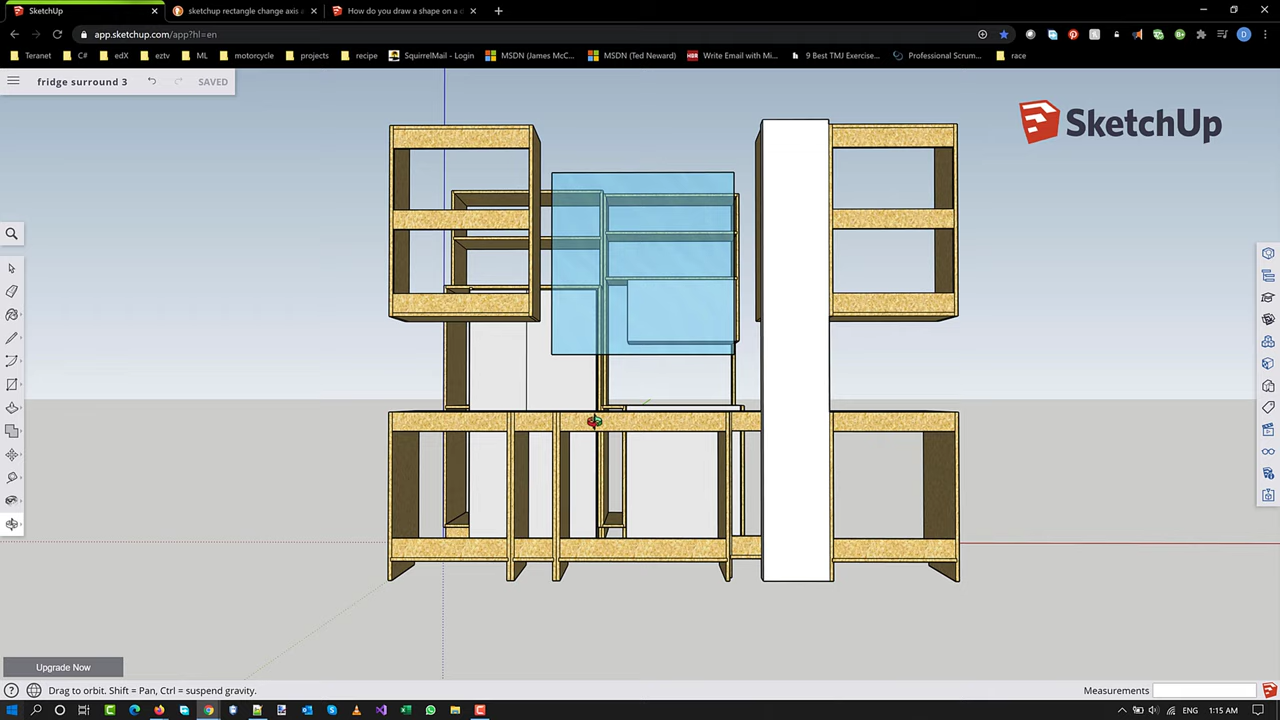 SketchUp
sketchup rectangle change axis a
How do you draw a shape on a s
app.sketchup.com/app?hl=en
Teranet
C#
edX
eztv
ML
motorcycle
projects
recipe
SquirrelMail - Login
MSDN (James McC...
MSDN (Ted Neward)
Write Email with Mi...
9 Best TMJ Exercise...
Professional Scrum...
race
fridge surround 3
SAVED
SketchUp
Upgrade Now
Drag to orbit. Shift = Pan, Ctrl = suspend gravity.
Measurements
ENG
1:15 AM